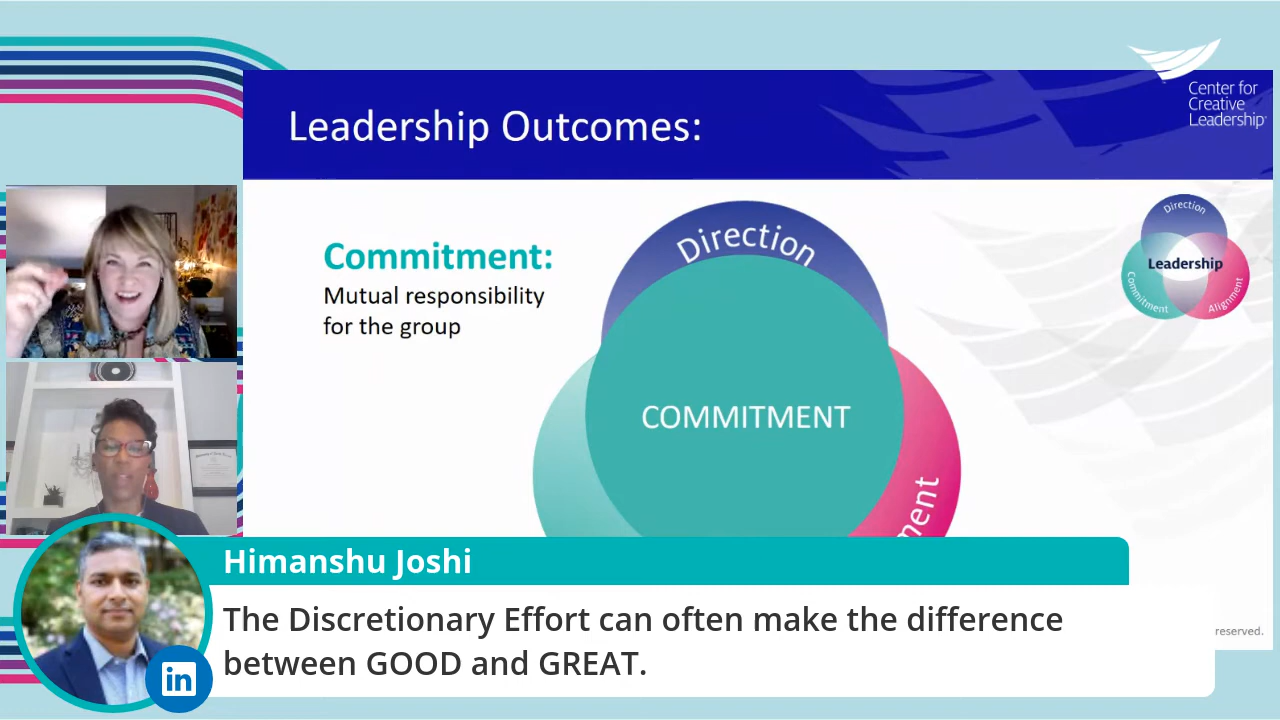 Center for
Creative
Leadership
Leadership Outcomes:
Commitment:
Mutual responsibility
for the group
Direction
COMMITMENT
ment
Direction
Leadership
Commitment
Alignment
reserved.
Himanshu Joshi
The Discretionary Effort can often make the difference
between GOOD and GREAT.
in